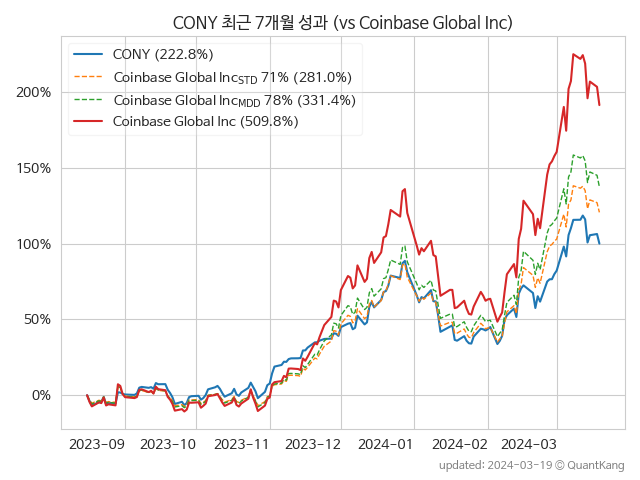 CONY 최근 7개월 성과 (vs Coinbase Global Inc)
CONY (222.8%)
Coinbase Global IncSTD 71% (281.0%)
Coinbase Global IncMDD 78% (331.4%)
Coinbase Global Inc (509.8%)
200%
150%
100%
50%
0%
2023-09 2023-10 2023-11 2023-12 2024-01 2024-02 2024-03
updated: 2024-03-19 © QuantKang